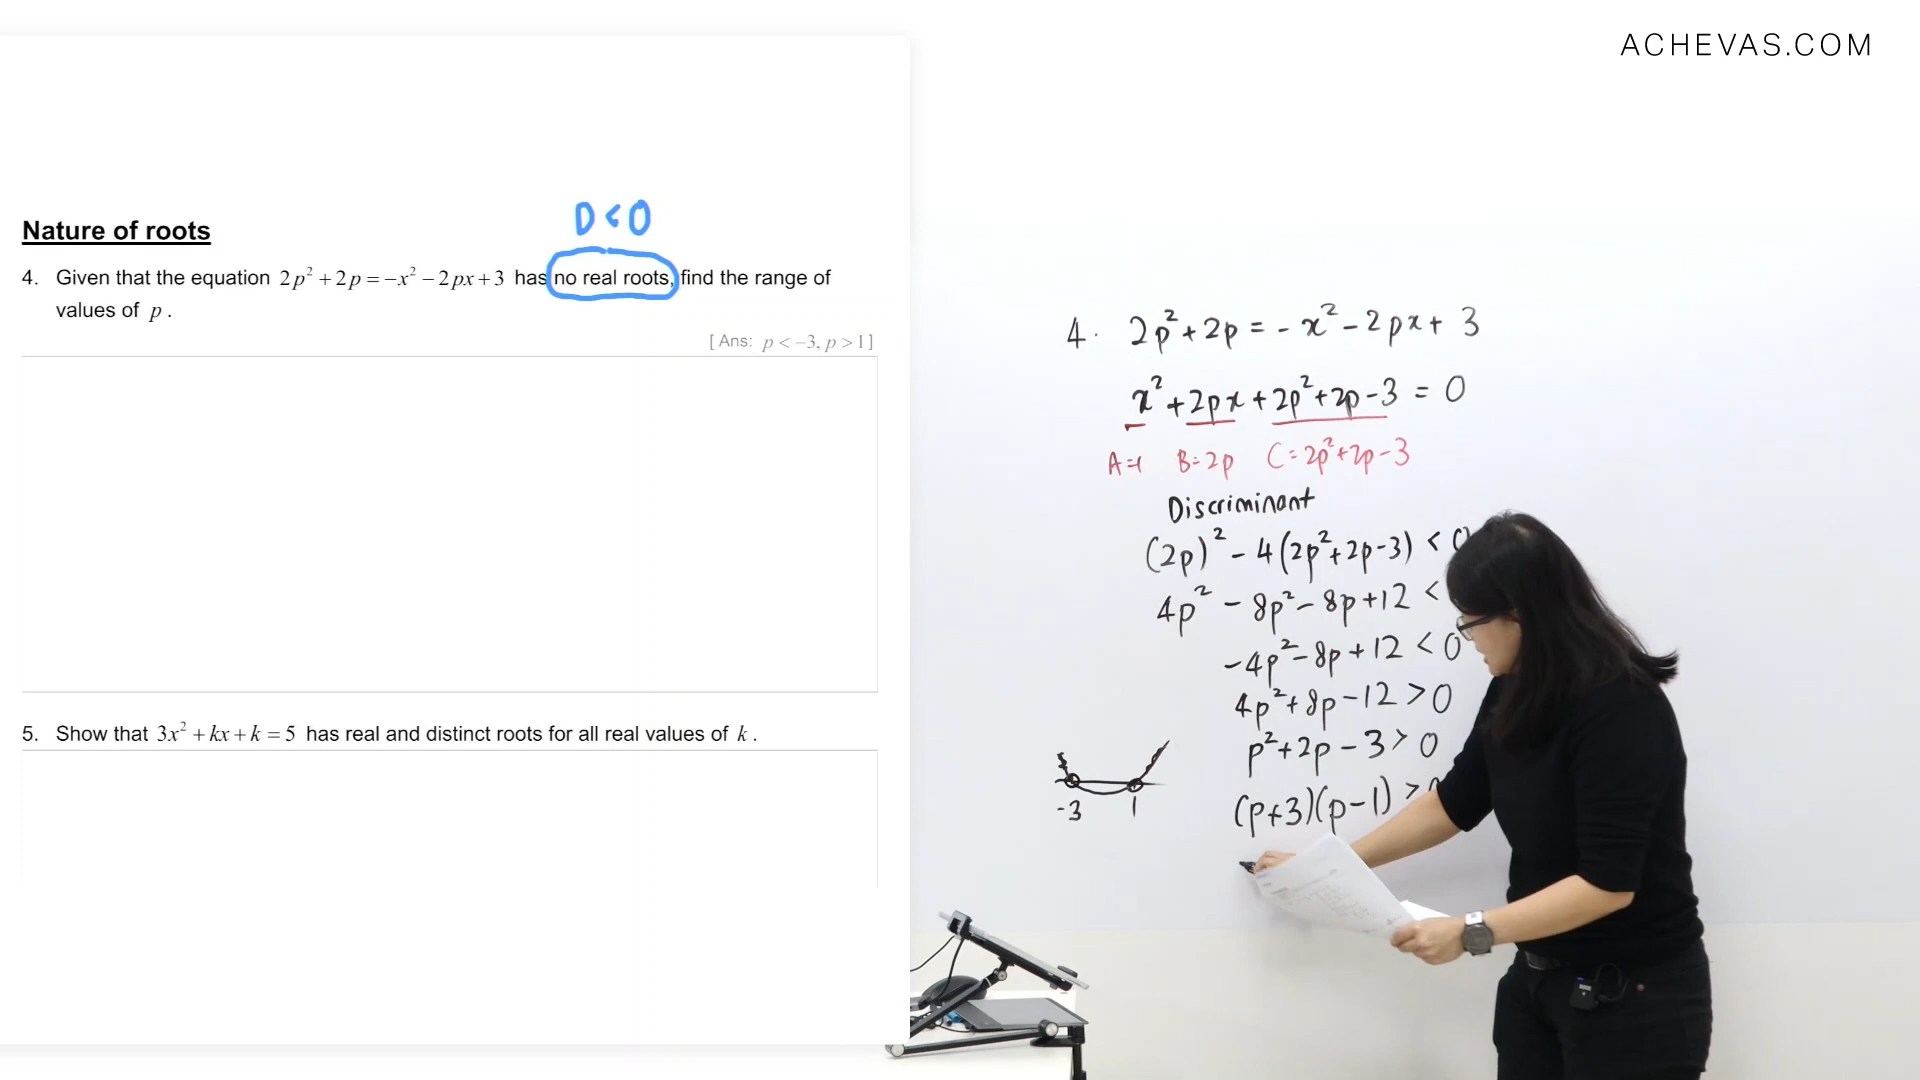 ACHEVAS.COM
D < 0
Nature of roots
4. Given that the equation 2p² + 2p = −x² − 2px + 3 has no real roots, find the range of
values of p.
[ Ans: p < −3, p > 1 ]
5. Show that 3x² + kx + k = 5 has real and distinct roots for all real values of k.
4. 2p² + 2p = - x² - 2px + 3
x² + 2px + 2p² + 2p - 3 = 0
A=1 B=2p C=2p²+2p-3
Discriminant
(2p)² - 4(2p²+2p-3) < 0
4p² - 8p² - 8p + 12 <
-4p² - 8p + 12 < 0
4p² + 8p - 12 > 0
p² + 2p - 3 > 0
(p+3)(p-1) >
-3 1